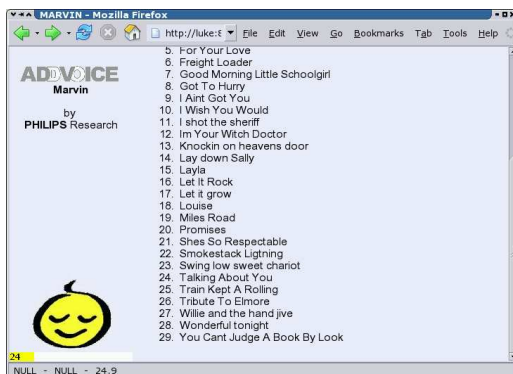 MARVIN - Mozilla Firefox
http://luke:8 File Edit View Go Bookmarks Tab Tools Help
ADDVOICE
Marvin
by
PHILIPS Research
5. For Your Love
6. Freight Loader
7. Good Morning Little Schoolgirl
8. Got To Hurry
9. I Aint Got You
10. I Wish You Would
11. I shot the sheriff
12. Im Your Witch Doctor
13. Knockin on heavens door
14. Lay down Sally
15. Layla
16. Let It Rock
17. Let it grow
18. Louise
19. Miles Road
20. Promises
21. Shes So Respectable
22. Smokestack Ligtning
23. Swing low sweet chariot
24. Talking About You
25. Train Kept A Rolling
26. Tribute To Elmore
27. Willie and the hand jive
28. Wonderful tonight
29. You Cant Judge A Book By Look
24
NULL - NULL - 24.9